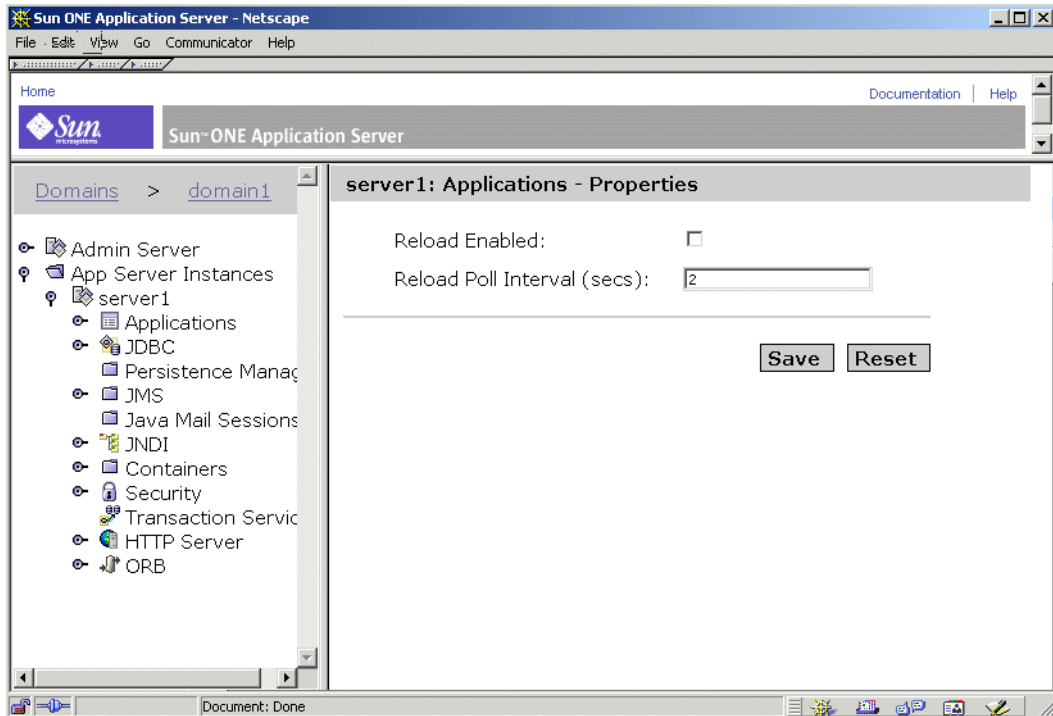 Sun ONE Application Server - Netscape
File Edit View Go Communicator Help
Home
Documentation | Help
Sun microsystems
Sun™ ONE Application Server
Domains > domain1
server1: Applications - Properties
Admin Server
App Server Instances
server1
Applications
JDBC
Persistence Manag
JMS
Java Mail Sessions
JNDI
Containers
Security
Transaction Servic
HTTP Server
ORB
Reload Enabled:
Reload Poll Interval (secs): 2
Save Reset
Document: Done